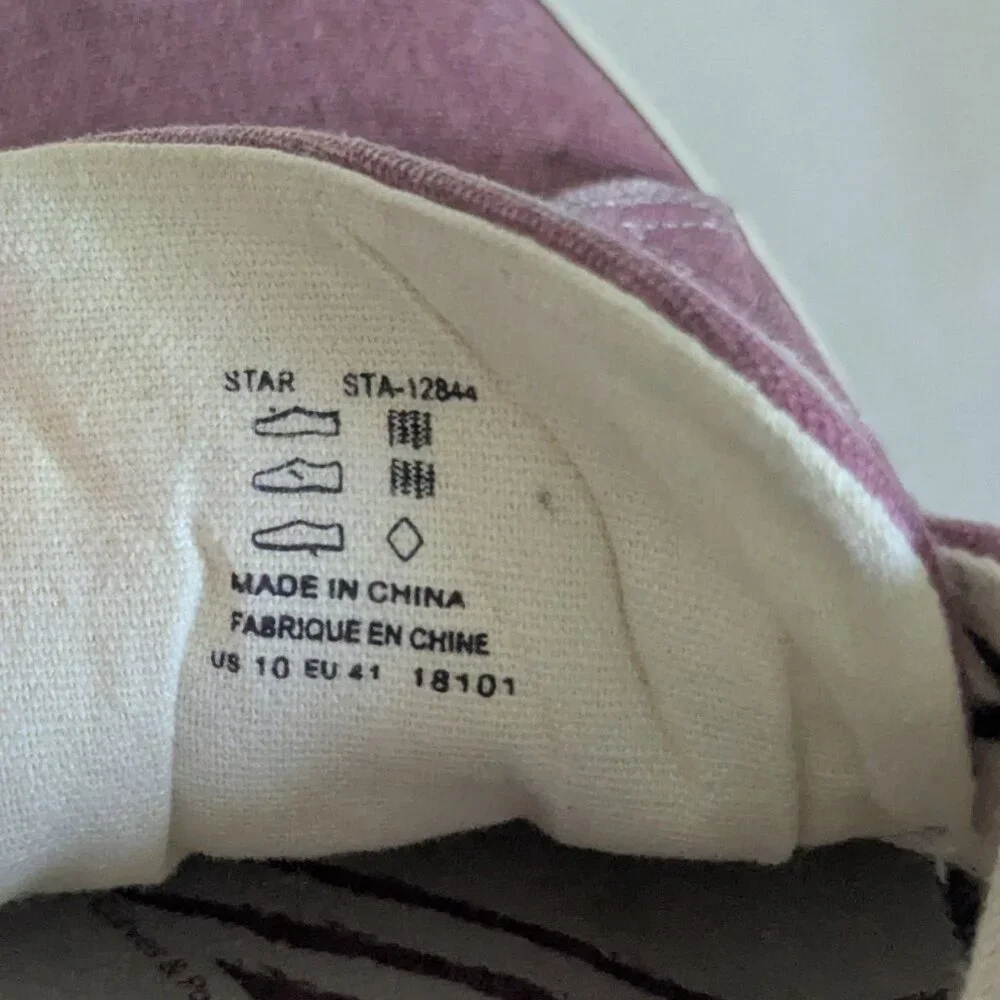 STAR STA-12844
MADE IN CHINA
FABRIQUE EN CHINE
US 10 EU 41 18101